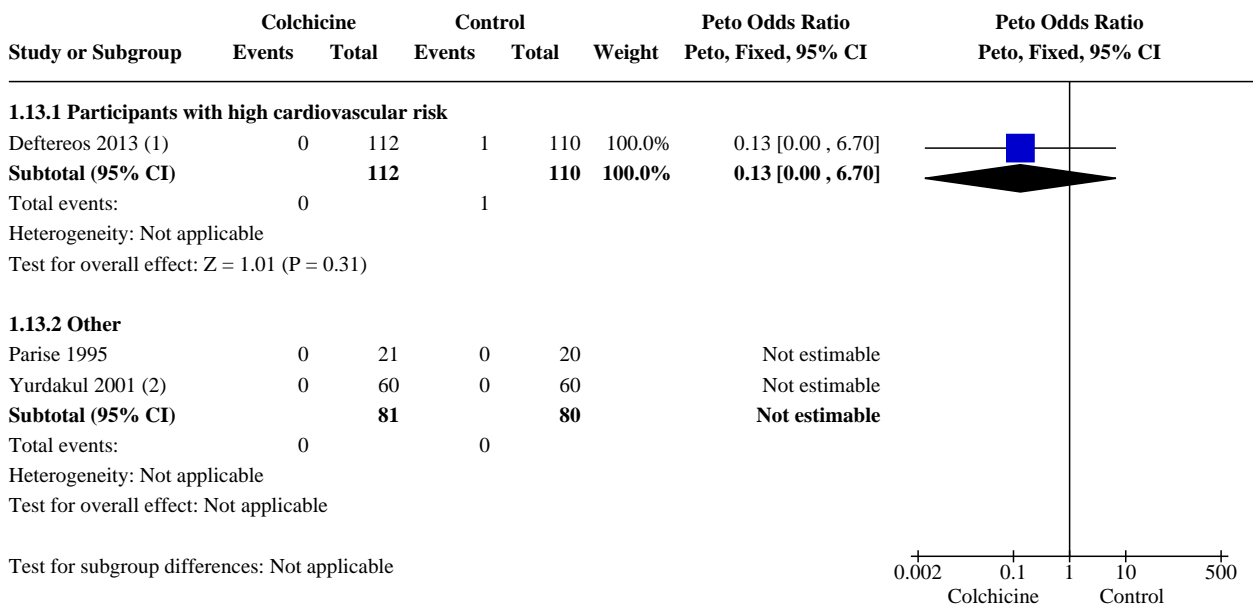 Colchicine Control Peto Odds Ratio Peto Odds Ratio
Study or Subgroup Events Total Events Total Weight Peto, Fixed, 95% CI Peto, Fixed, 95% CI
1.13.1 Participants with high cardiovascular risk
Deftereos 2013 (1) 0 112 1 110 100.0% 0.13 [0.00 , 6.70]
Subtotal (95% CI) 112 110 100.0% 0.13 [0.00 , 6.70]
Total events: 0 1
Heterogeneity: Not applicable
Test for overall effect: Z = 1.01 (P = 0.31)
1.13.2 Other
Parise 1995 0 21 0 20 Not estimable
Yurdakul 2001 (2) 0 60 0 60 Not estimable
Subtotal (95% CI) 81 80 Not estimable
Total events: 0 0
Heterogeneity: Not applicable
Test for overall effect: Not applicable
Test for subgroup differences: Not applicable
0.002 0.1 1 10 500
Colchicine Control